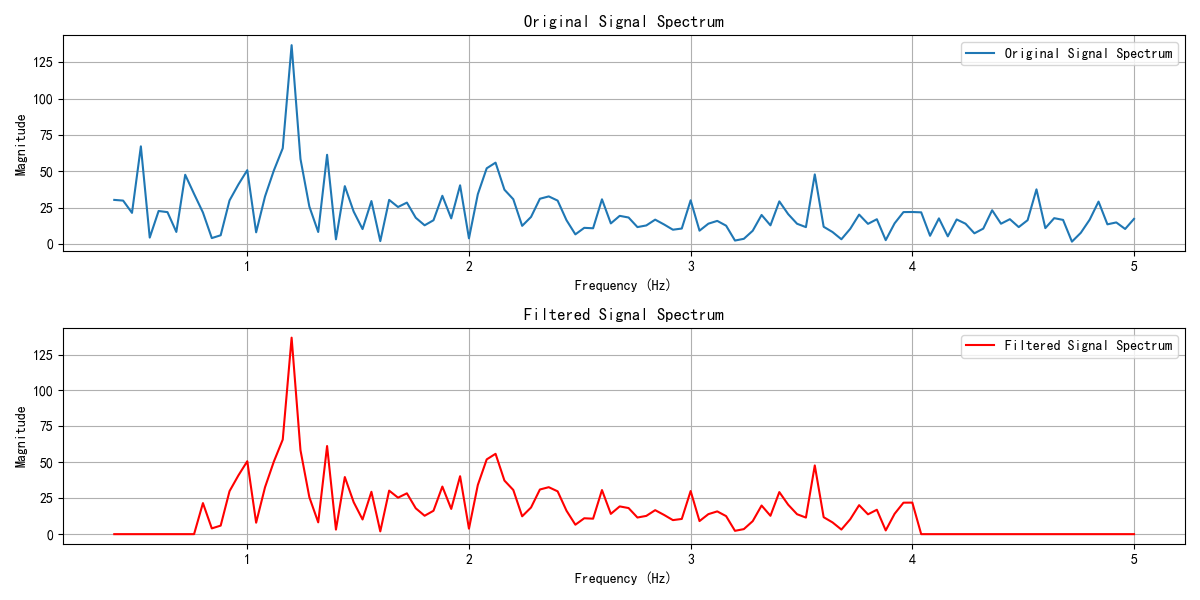 Original Signal Spectrum
Original Signal Spectrum
Magnitude
125
100
75
50
25
0
1 2 3 4 5
Frequency (Hz)
Filtered Signal Spectrum
Filtered Signal Spectrum
Magnitude
125
100
75
50
25
0
1 2 3 4 5
Frequency (Hz)